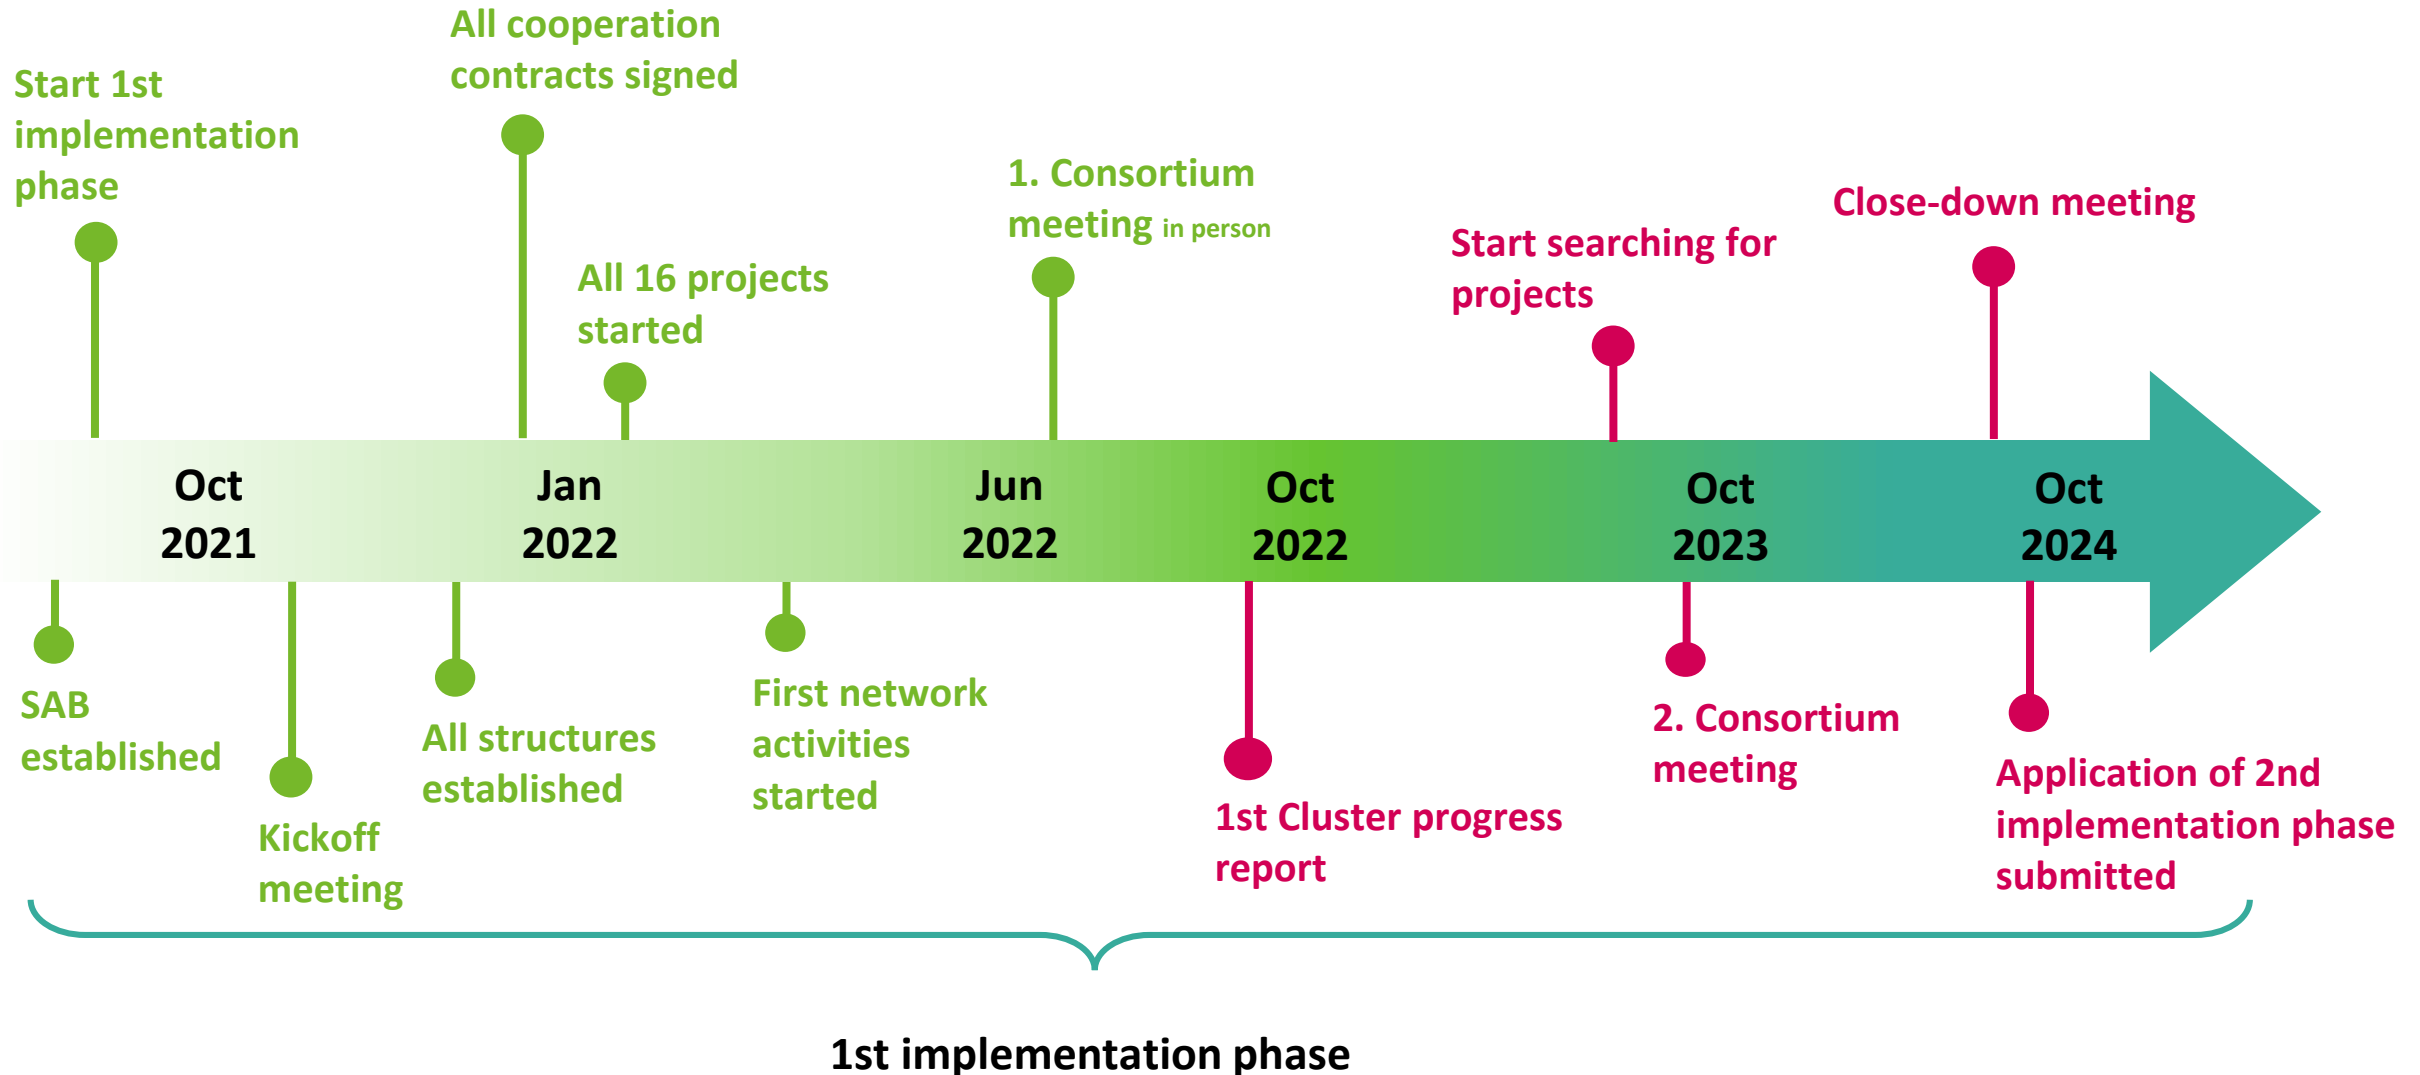 All cooperation
contracts signed
Start 1st
implementation
phase
1. Consortium
meeting in person
Close-down meeting
Start searching for
projects
All 16 projects
started
Oct
2021
Jan
2022
Jun
2022
Oct
2022
Oct
2023
Oct
2024
SAB
established
Kickoff
meeting
All structures
established
First network
activities
started
1st Cluster progress
report
2. Consortium
meeting
Application of 2nd
implementation phase
submitted
1st implementation phase